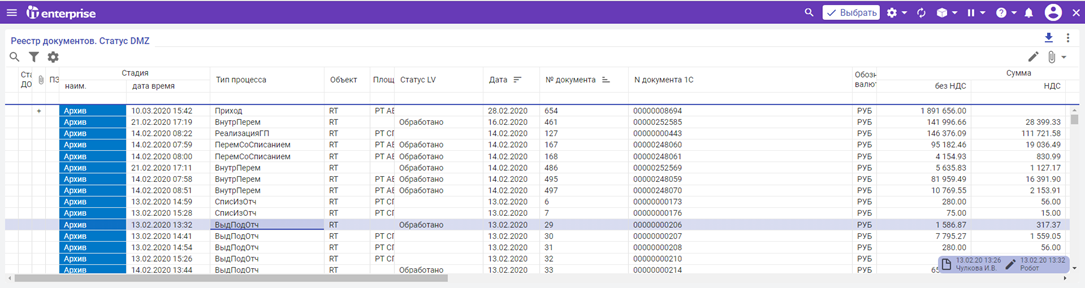 enterprise
Выбрать
Реестр документов. Статус DMZ
Ста ДО ПЗ Стадия Тип процесса Объект Площ Статус LV Дата № документа N документа 1С Обозн валют Сумма
наим. дата время без НДС НДС
+ Архив 10.03.2020 15:42 Приход RT РТ АЕ 28.02.2020 654 00000008694 РУБ 1 891 656.00
Архив 21.02.2020 17:19 ВнутрПерем RT Обработано 16.02.2020 461 00000252585 РУБ 141 996.66 28 399.33
Архив 14.02.2020 08:22 РеализацияГП RT РТ СГ Обработано 14.02.2020 127 00000000443 РУБ 146 376.09 111 721.58
Архив 14.02.2020 07:59 ПеремСоСписанием RT РТ АЕ Обработано 14.02.2020 167 00000248060 РУБ 95 182.46 19 036.49
Архив 14.02.2020 08:00 ПеремСоСписанием RT РТ АЕ Обработано 14.02.2020 168 00000248061 РУБ 4 154.93 830.99
Архив 21.02.2020 17:11 ВнутрПерем RT Обработано 14.02.2020 486 00000252569 РУБ 5 635.83 1 127.17
Архив 14.02.2020 07:58 ВнутрПерем RT РТ АЕ Обработано 14.02.2020 495 00000248059 РУБ 81 959.49 16 391.90
Архив 14.02.2020 08:51 ВнутрПерем RT РТ АЕ Обработано 14.02.2020 497 00000248070 РУБ 10 769.55 2 153.91
Архив 13.02.2020 14:59 СписИзОтч RT РТ СГ 13.02.2020 6 00000000173 РУБ 280.00 56.00
Архив 13.02.2020 15:28 СписИзОтч RT РТ СГ 13.02.2020 7 00000000176 РУБ 75.00 15.00
Архив 13.02.2020 13:32 ВыдПодОтч RT Обработано 13.02.2020 29 00000000206 РУБ 1 586.87 317.37
Архив 13.02.2020 14:41 ВыдПодОтч RT РТ СГ 13.02.2020 30 00000000207 РУБ 7 795.27 1 559.05
Архив 13.02.2020 14:54 ВыдПодОтч RT РТ СГ 13.02.2020 31 00000000208 РУБ 280.00 56.00
Архив 13.02.2020 15:26 ВыдПодОтч RT РТ СГ 13.02.2020 32 00000000210 РУБ
Архив 14.02.2020 13:44 ВыдПодОтч RT Обработано 13.02.2020 33 00000000214 РУБ
13.02.20 13:26 13.02.20 13:32
Чулкова И.В. Робот